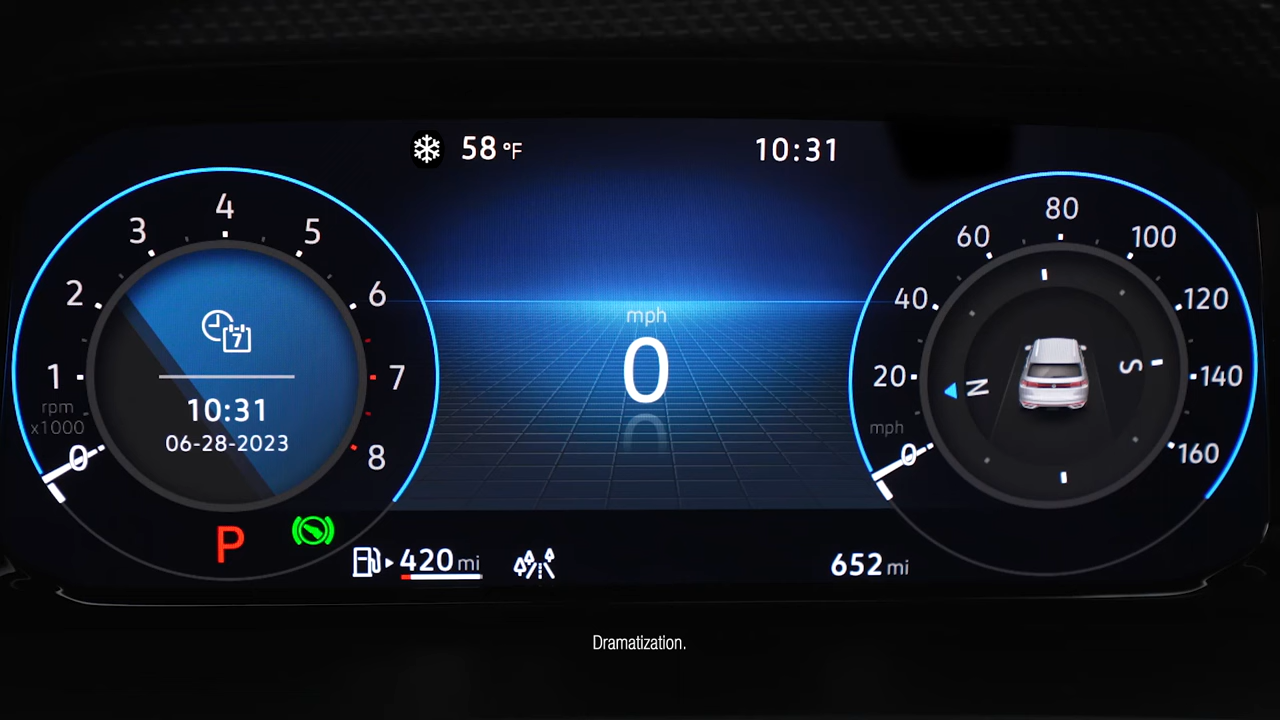 58 °F
10:31
0 1 2 3 4 5 6 7 8
rpm
x1000
7
10:31
06-28-2023
mph
0
0 20 40 60 80 100 120 140 160
mph
N
S
P
420 mi
652 mi
Dramatization.